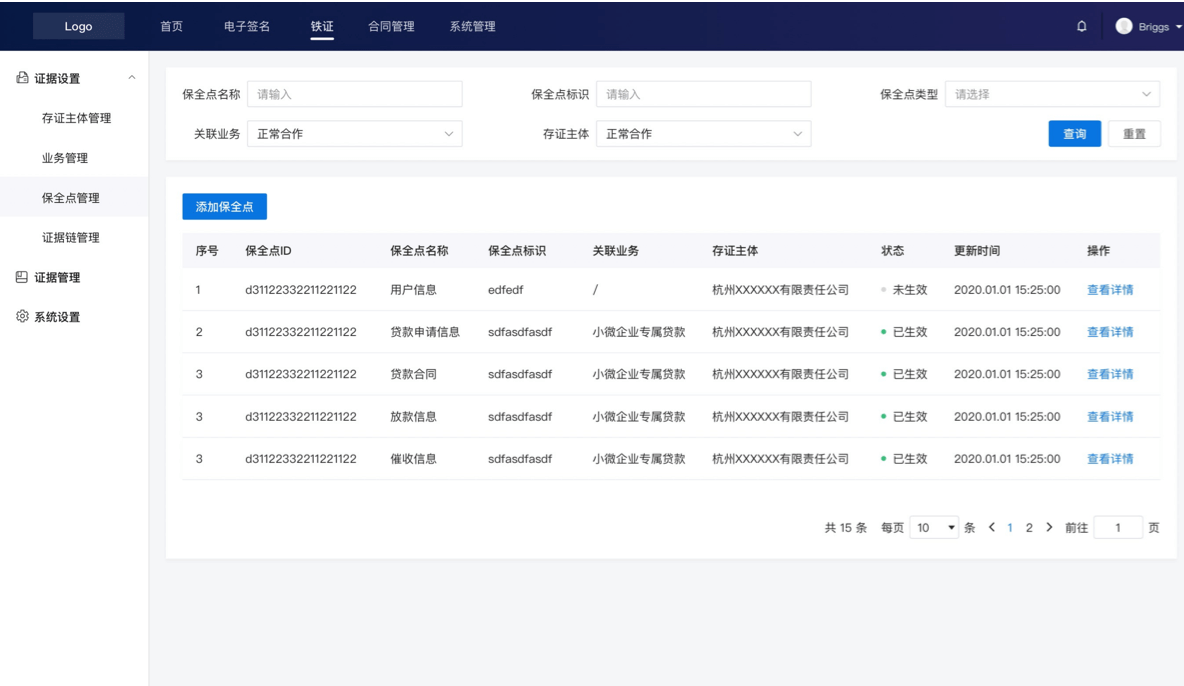 Logo 首页 电子签名 铁证 合同管理 系统管理 Briggs
证据设置
存证主体管理
业务管理
保全点管理
证据链管理
证据管理
系统设置
保全点名称 请输入 保全点标识 请输入 保全点类型 请选择
关联业务 正常合作 存证主体 正常合作 查询 重置
添加保全点
序号 保全点ID 保全点名称 保全点标识 关联业务 存证主体 状态 更新时间 操作
1 d31122332211221122 用户信息 edfedf / 杭州XXXXXX有限责任公司 未生效 2020.01.01 15:25:00 查看详情
2 d31122332211221122 贷款申请信息 sdfasdfasdf 小微企业专属贷款 杭州XXXXXX有限责任公司 已生效 2020.01.01 15:25:00 查看详情
3 d31122332211221122 贷款合同 sdfasdfasdf 小微企业专属贷款 杭州XXXXXX有限责任公司 已生效 2020.01.01 15:25:00 查看详情
3 d31122332211221122 放款信息 sdfasdfasdf 小微企业专属贷款 杭州XXXXXX有限责任公司 已生效 2020.01.01 15:25:00 查看详情
3 d31122332211221122 催收信息 sdfasdfasdf 小微企业专属贷款 杭州XXXXXX有限责任公司 已生效 2020.01.01 15:25:00 查看详情
共 15 条 每页 10 条 1 2 前往 1 页